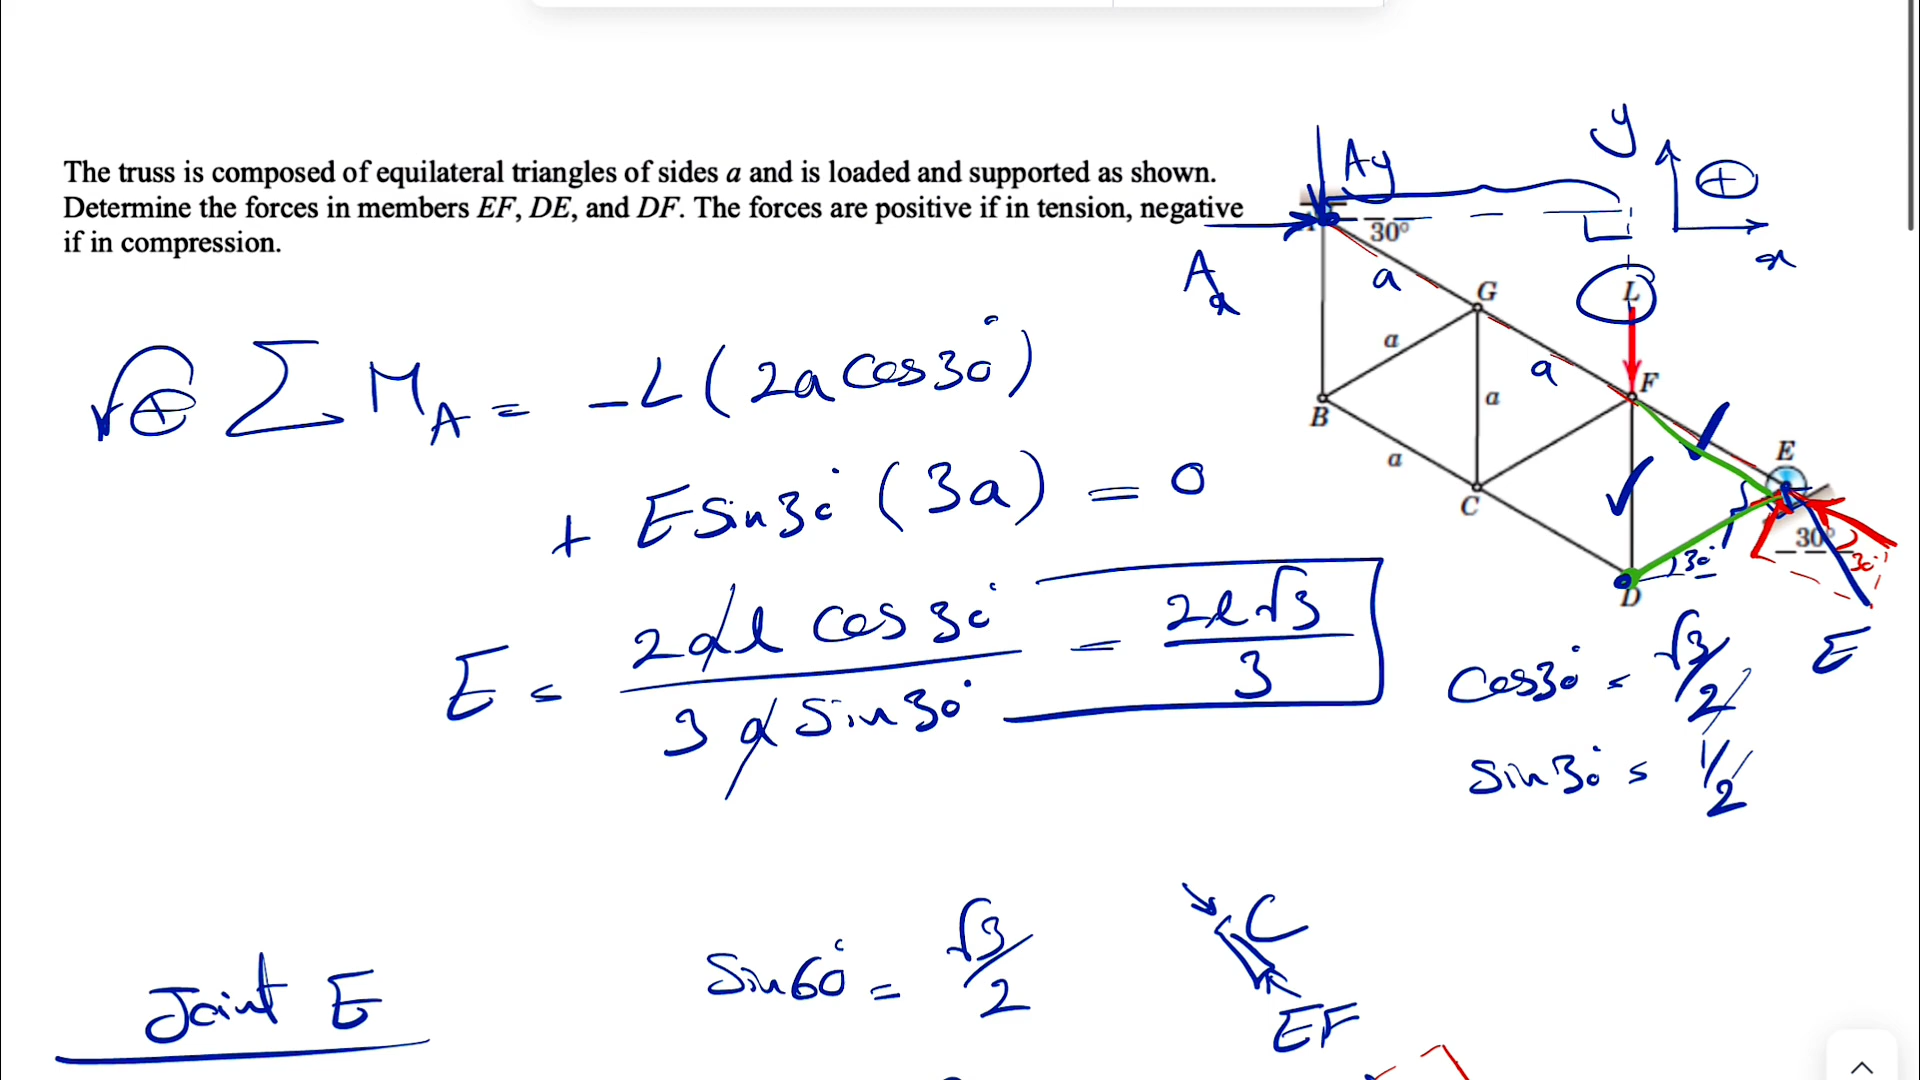 The truss is composed of equilateral triangles of sides a and is loaded and supported as shown.
Determine the forces in members EF, DE, and DF. The forces are positive if in tension, negative
if in compression.
Ay
y
+
x
Ax
30°
a
G
L
a
a
F
a
B
a
C
E
30°
30°
30°
D
E
+ Σ M_A = -L (2a cos30°)
+ E sin30° (3a) = 0
E = 2al cos30° / 3a sin30° = 2l√3 / 3
cos30° = √3/2
sin30° = 1/2
Joint E
sin60° = √3/2
C
EF